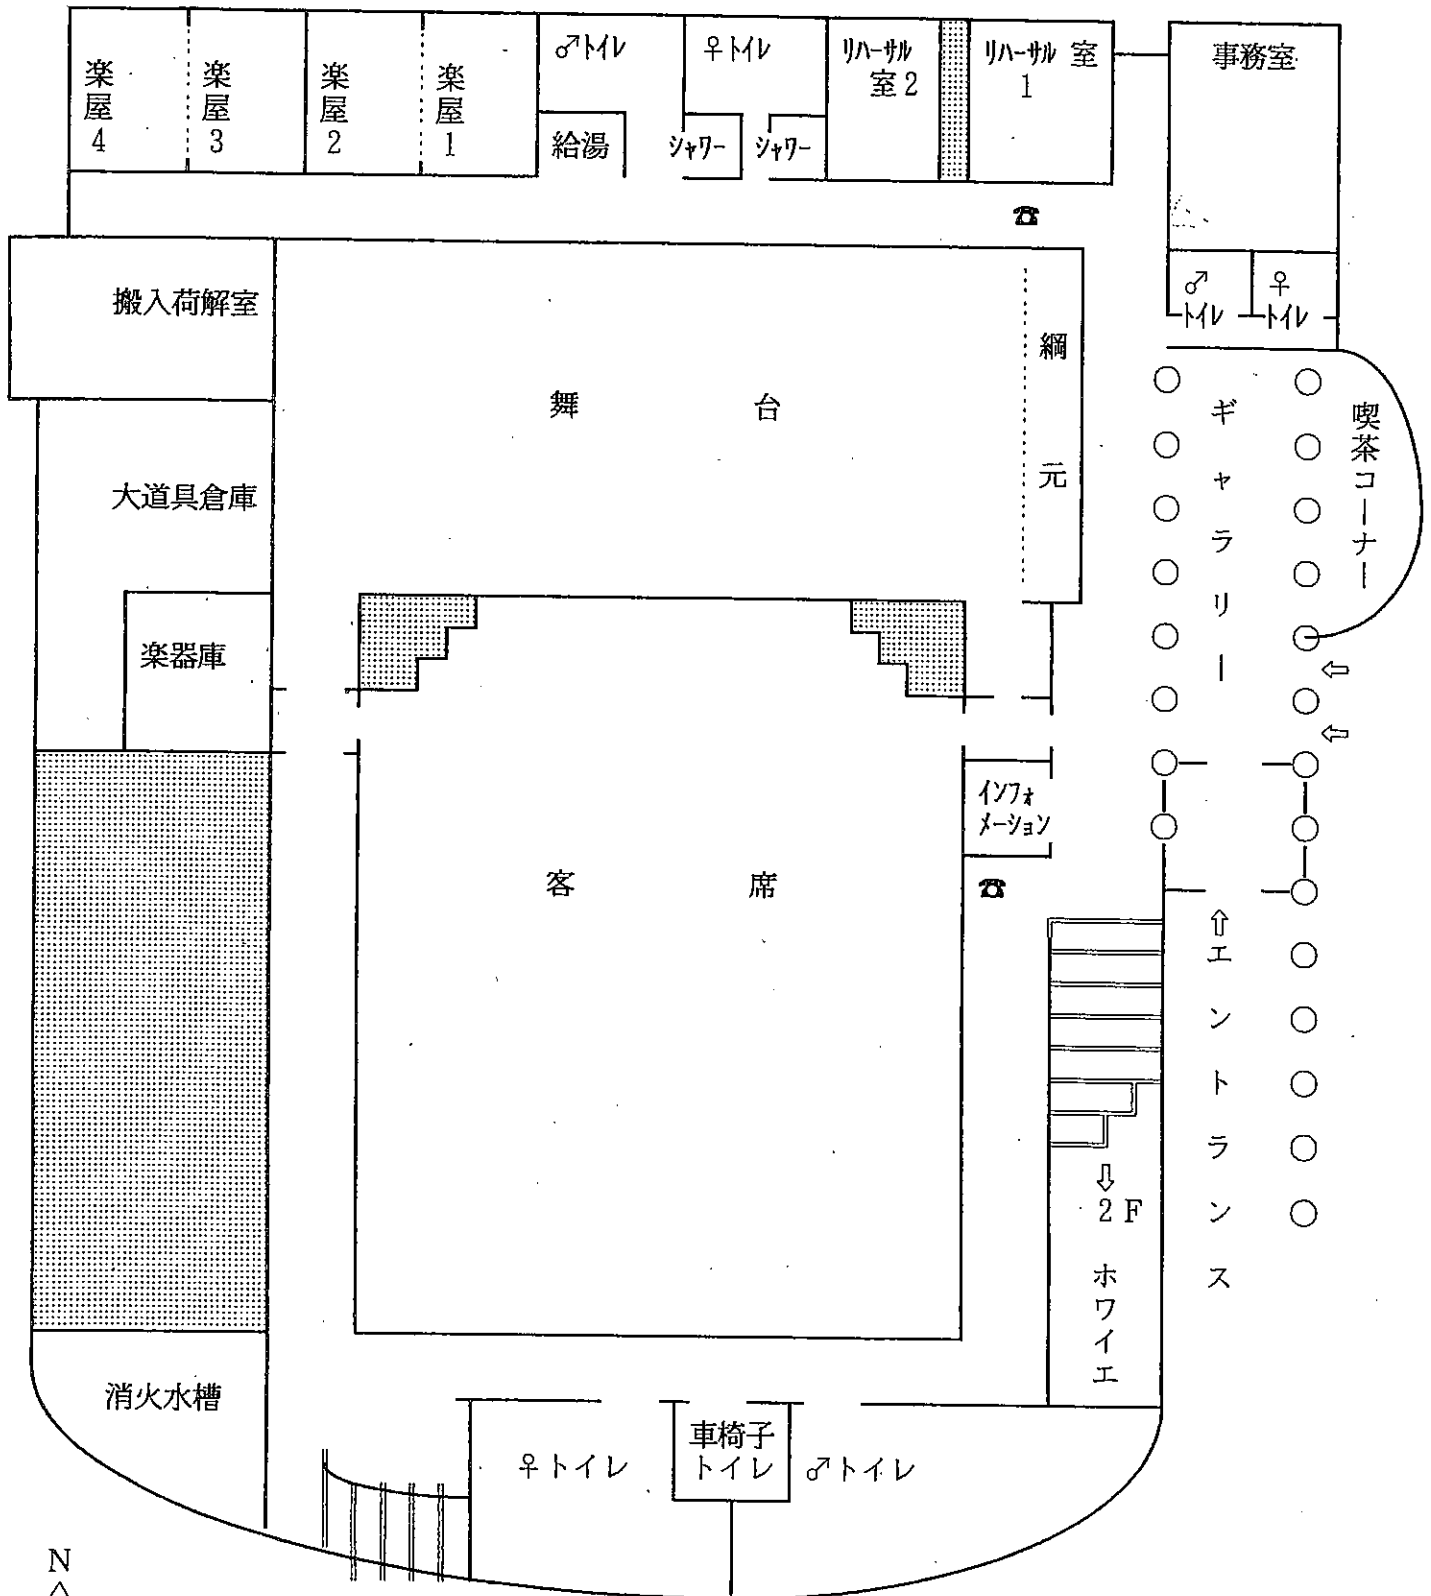 楽屋4
楽屋3
楽屋2
楽屋1
♂トイレ
♀トイレ
リハーサル
室2
リハーサル 室
1
事務室
給湯
シャワー
シャワー
☎
♂
トイレ
♀
トイレ
搬入荷解室
綱元
舞台
ギャラリー
喫茶コーナー
大道具倉庫
楽器庫
⇦
⇦
インフォ
メーション
客席
☎
⇧エントランス
⇩
2F
ホワイエ
消火水槽
♀トイレ
車椅子
トイレ
♂トイレ
N